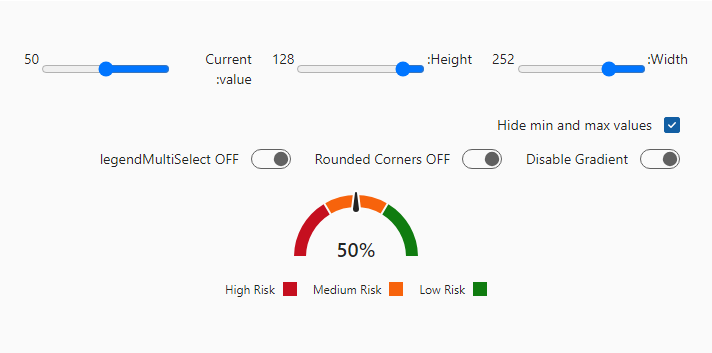 50
Current
:value
128
:Height
252
:Width
Hide min and max values
legendMultiSelect OFF
Rounded Corners OFF
Disable Gradient
50%
High Risk
Medium Risk
Low Risk